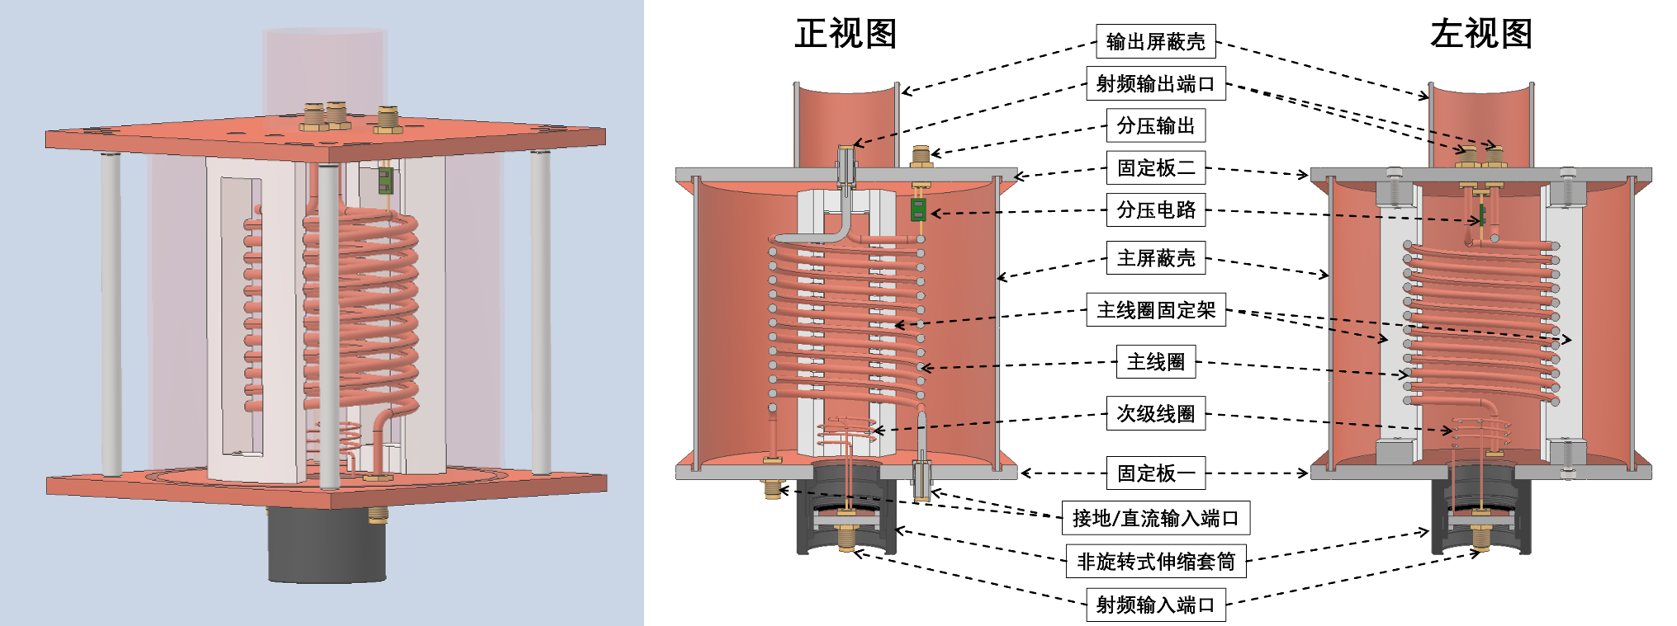 正视图
左视图
输出屏蔽壳
射频输出端口
分压输出
固定板二
分压电路
主屏蔽壳
主线圈固定架
主线圈
次级线圈
固定板一
接地/直流输入端口
非旋转式伸缩套筒
射频输入端口